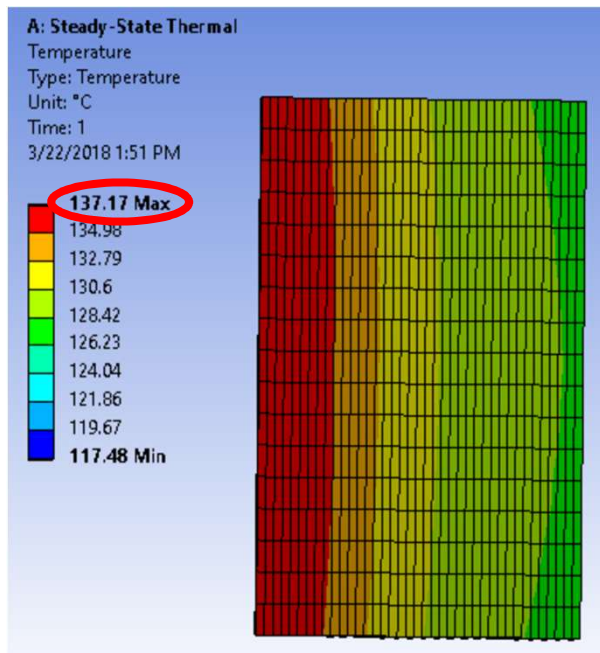 A: Steady-State Thermal
Temperature
Type: Temperature
Unit: °C
Time: 1
3/22/2018 1:51 PM
137.17 Max
134.98
132.79
130.6
128.42
126.23
124.04
121.86
119.67
117.48 Min